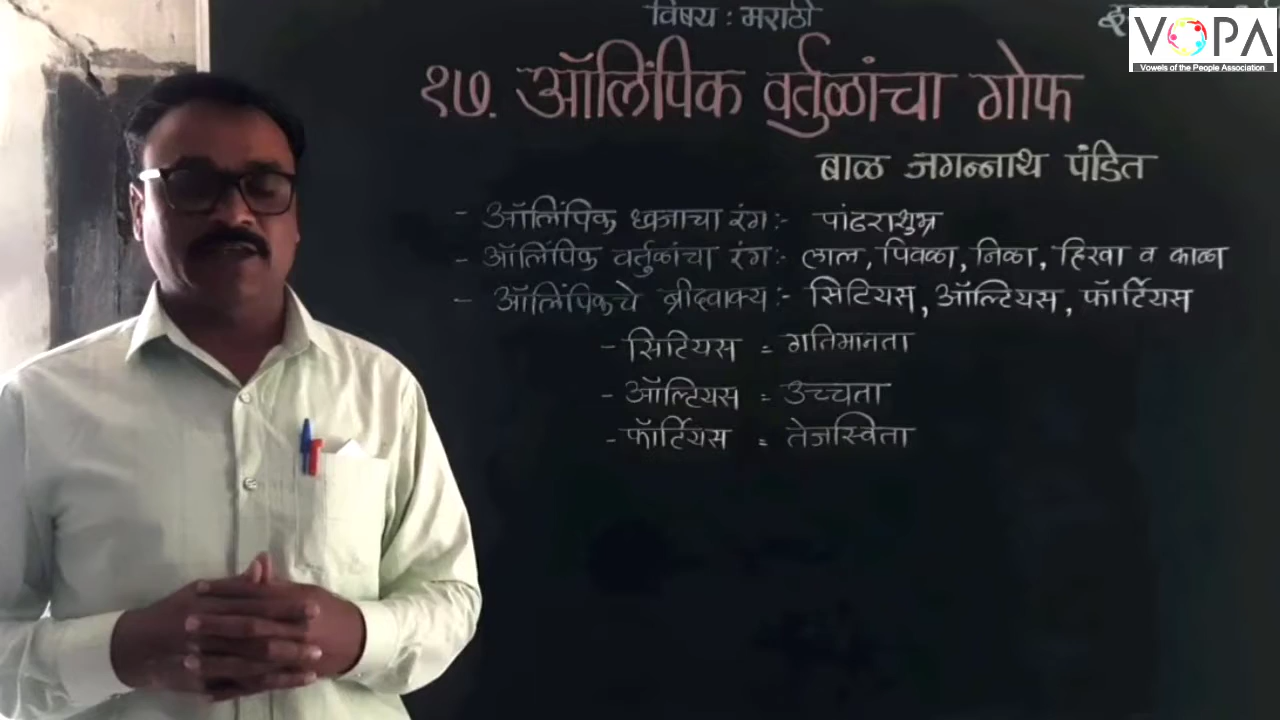 विषय : मराठी
VOPA
Vowels of the People Association
१७. ऑलिंपिक वर्तुळांचा गोफ
बाळ जगन्नाथ पंडित
- ऑलिंपिक ध्वजाचा रंग :- पांढराशुभ्र
- ऑलिंपिक वर्तुळांचा रंग :- लाल, पिवळा, निळा, हिरवा व काळा
- ऑलिंपिकचे ब्रीदवाक्य :- सिटियस, ऑल्टियस, फॉर्टियस
- सिटियस = गतिमानता
- ऑल्टियस = उच्चता
- फॉर्टियस = तेजस्विता